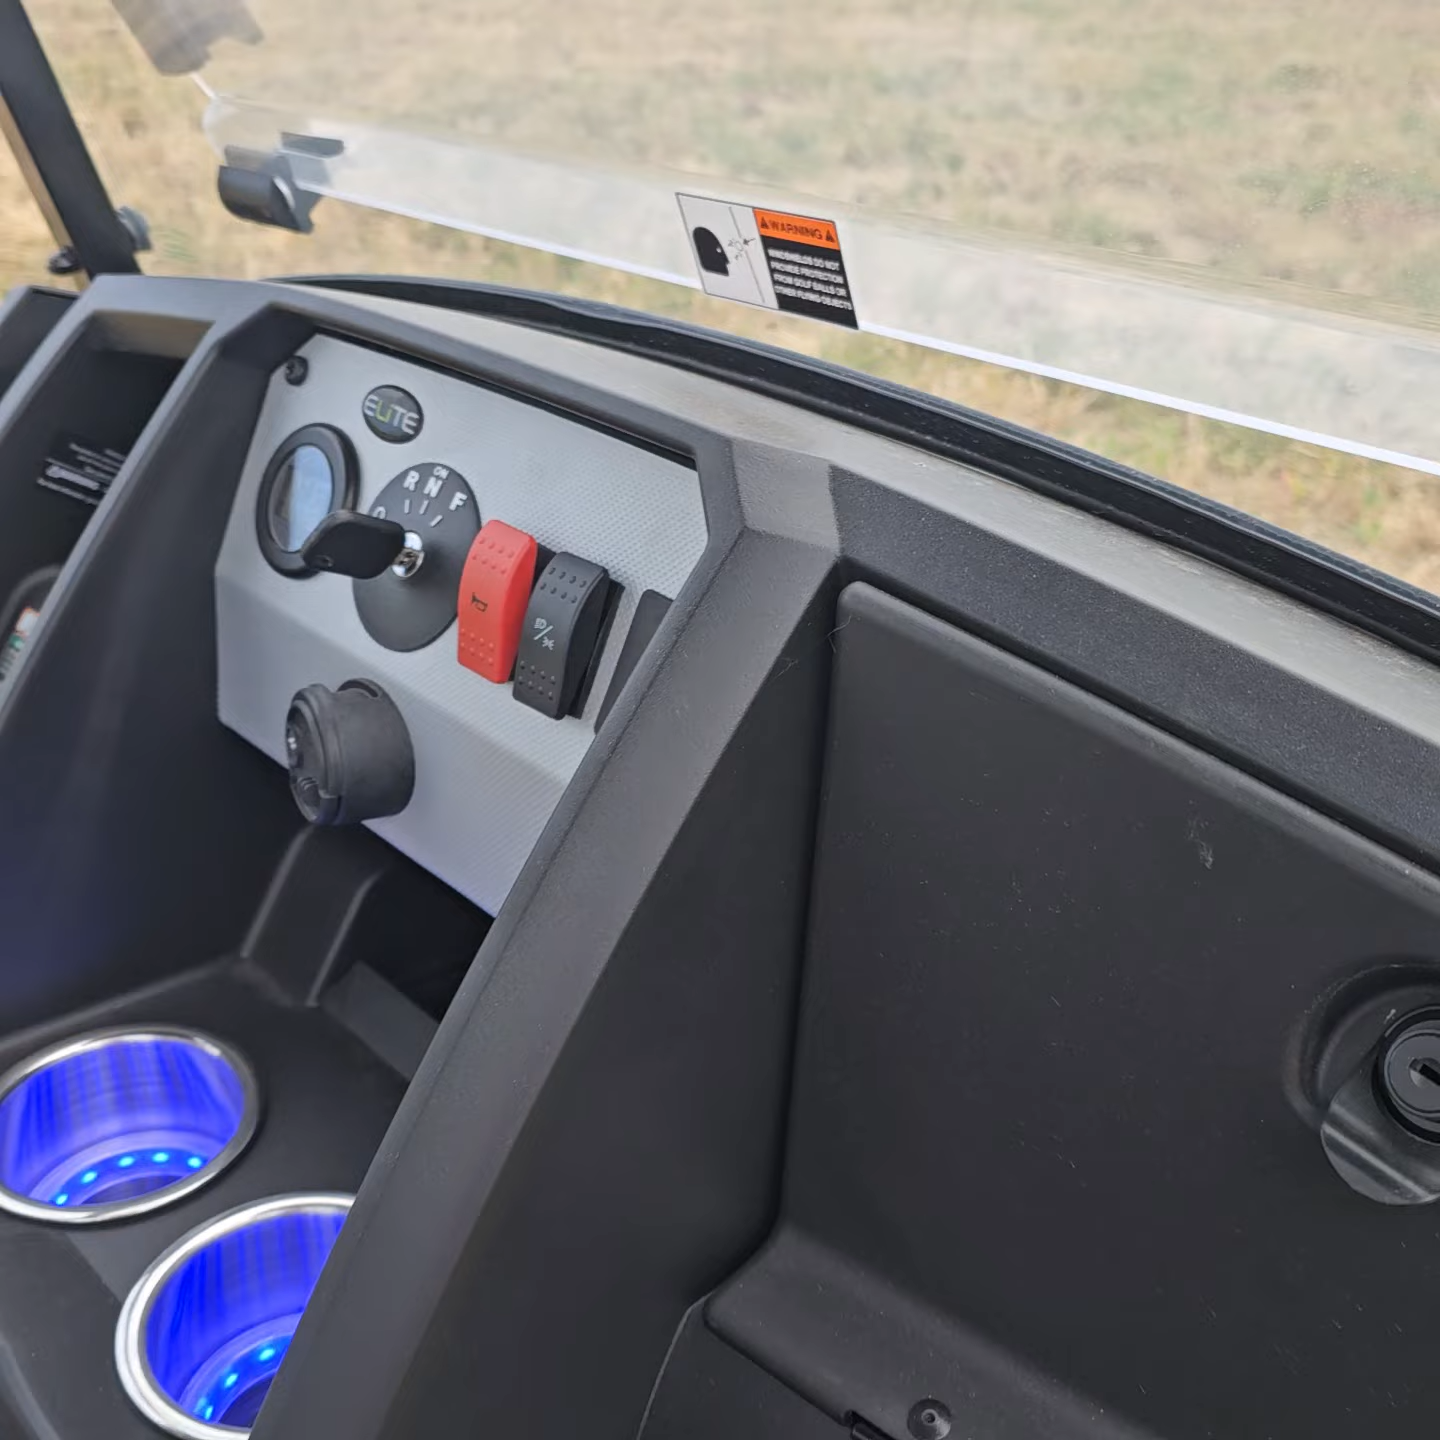 WARNING
WINDSHIELDS DO NOT
PROVIDE PROTECTION
FROM GOLF BALLS OR
OTHER FLYING OBJECTS
ELiTE
ON
R N F